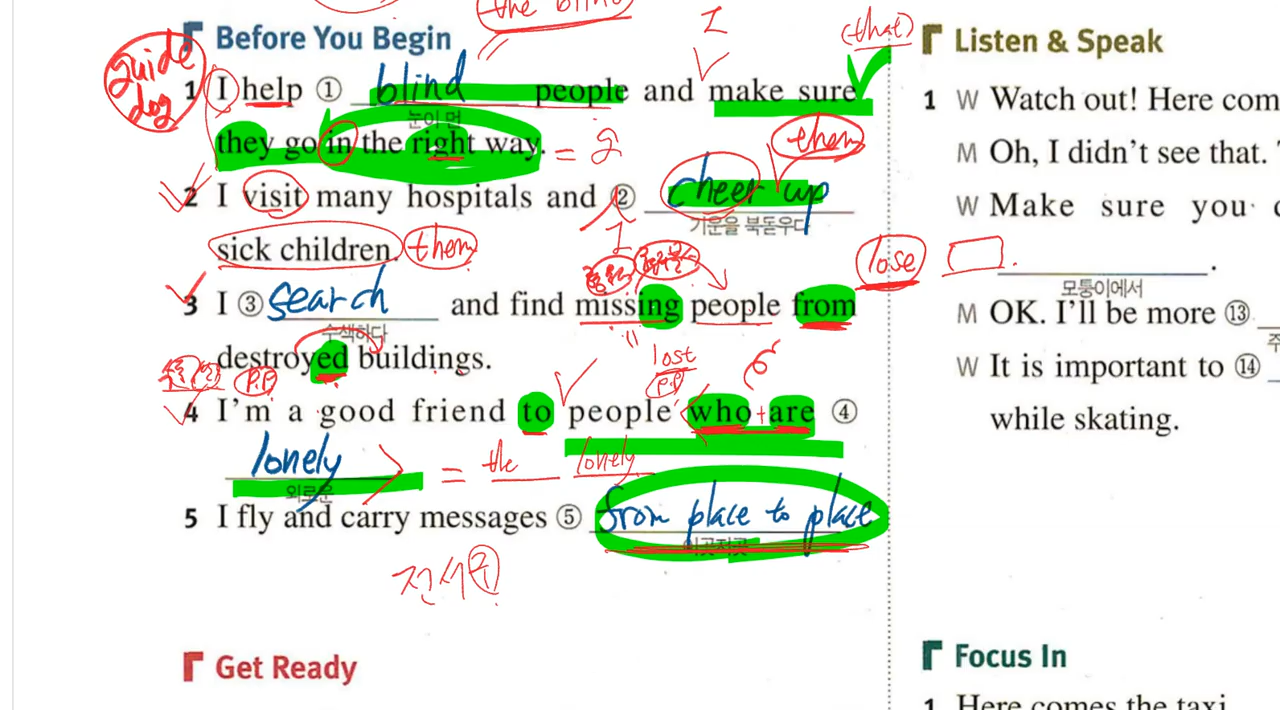 the blind
I
(that)
Before You Begin
guide dog
1 I help ① blind people and make sure
눈이 먼
they go in the right way. =
them
2 I visit many hospitals and ② cheer up
기운을 북돋우다
I
sick children. them
lose
3 I ③ search and find missing people from
수색하다
destroyed buildings.
lost
p.p
p.p
4 I'm a good friend to people who + are ④
lonely = the lonely
외로운
5 I fly and carry messages ⑤ from place to place
이곳저곳
전서구
Get Ready
Listen & Speak
1 W Watch out! Here com
M Oh, I didn't see that.
W Make sure you
.
모퉁이에서
M OK. I'll be more ⑬
주
W It is important to ⑭
while skating.
Focus In
1 Here comes the taxi